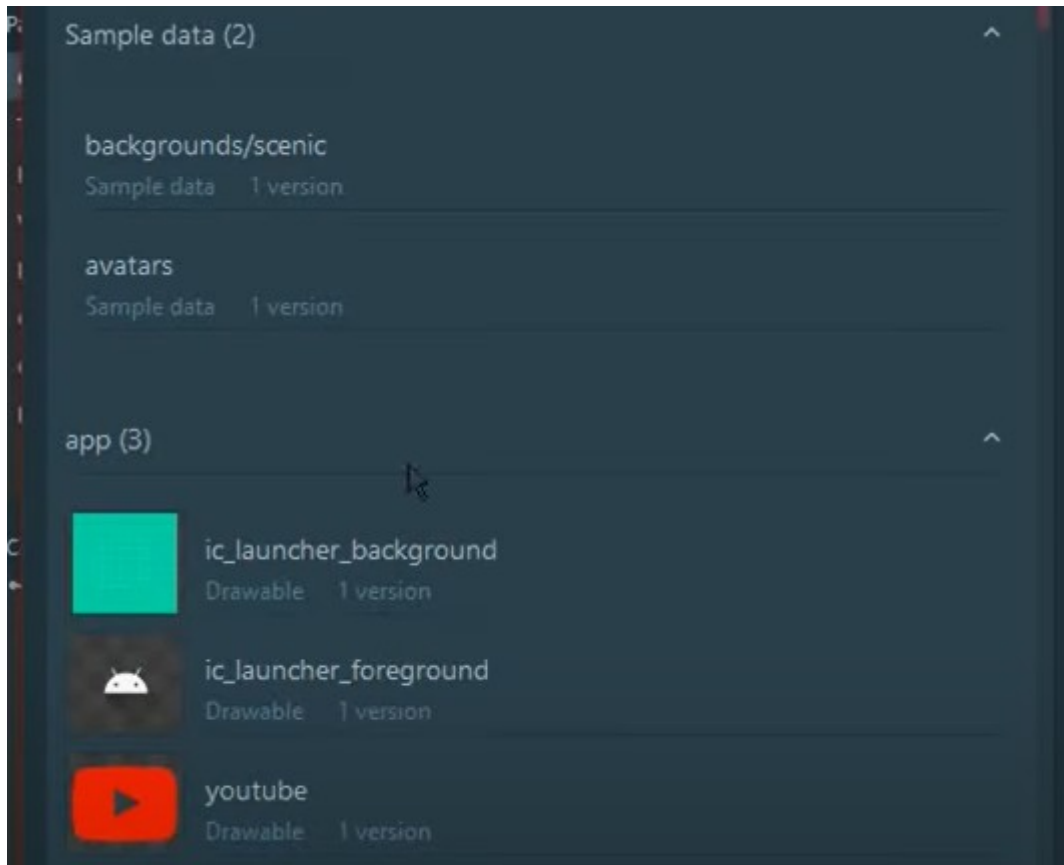 Sample data (2)
backgrounds/scenic
Sample data 1 version
avatars
Sample data 1 version
app (3)
ic_launcher_background
Drawable 1 version
ic_launcher_foreground
Drawable 1 version
youtube
Drawable 1 version